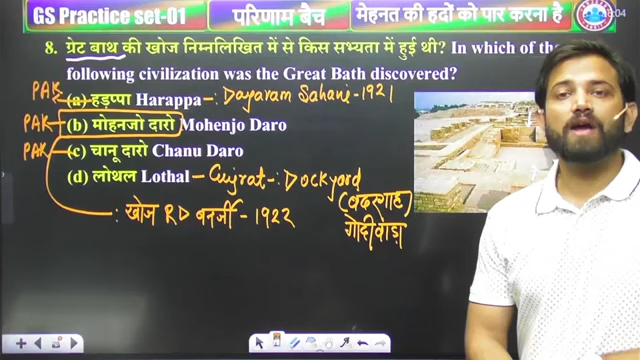 GS Practice set-01 परिणाम बैच मेहनत की हदों को पार करना है
8. ग्रेट बाथ की खोज निम्नलिखित में से किस सभ्यता में हुई थी? In which of the
following civilization was the Great Bath discovered?
PAK (a) हड़प्पा Harappa -: Dayaram Sahani - 1921
PAK (b) मोहनजो दारो Mohenjo Daro
PAK (c) चानू दारो Chanu Daro
(d) लोथल Lothal - Gujrat -: Dockyard
(बंदरगाह)
: खोज RD बनर्जी - 1922
गोदीवाड़ा